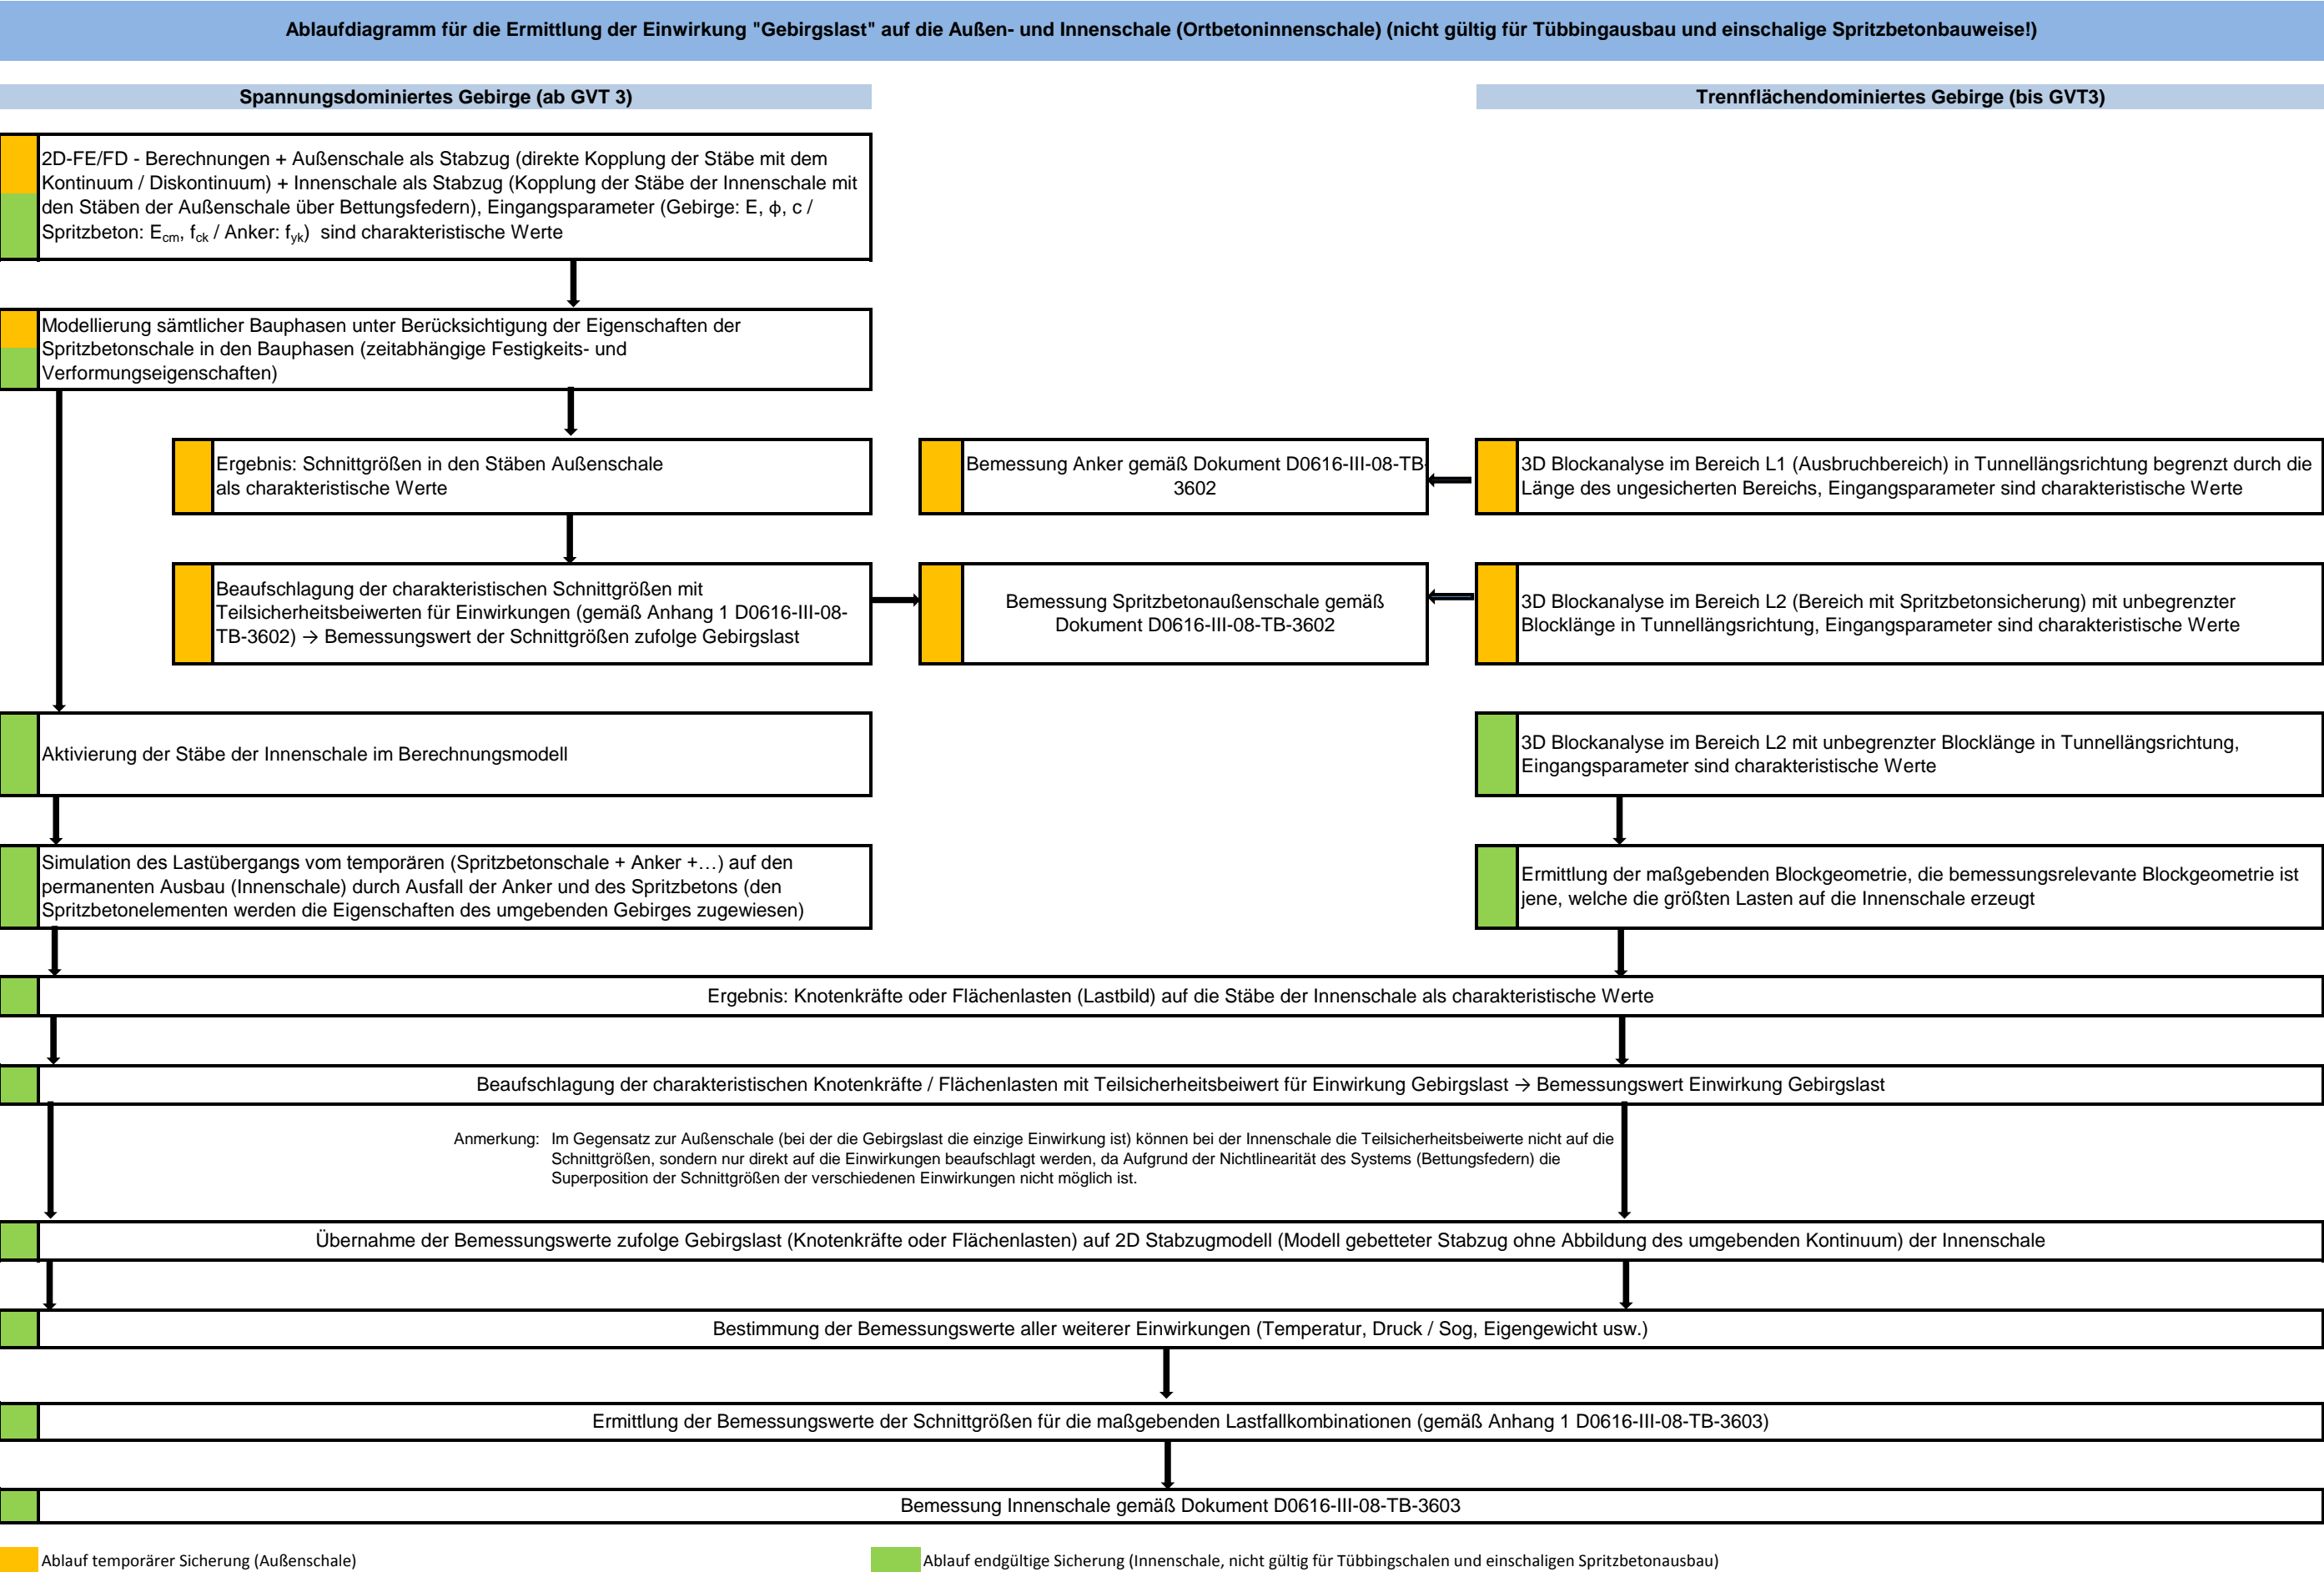 Ablaufdiagramm für die Ermittlung der Einwirkung "Gebirgslast" auf die Außen- und Innenschale (Ortbetoninnenschale) (nicht gültig für Tübbingausbau und einschalige Spritzbetonbauweise!)
Spannungsdominiertes Gebirge (ab GVT 3)
Trennflächendominiertes Gebirge (bis GVT3)
2D-FE/FD - Berechnungen + Außenschale als Stabzug (direkte Kopplung der Stäbe mit dem
Kontinuum / Diskontinuum) + Innenschale als Stabzug (Kopplung der Stäbe der Innenschale mit
den Stäben der Außenschale über Bettungsfedern), Eingangsparameter (Gebirge: E, ϕ, c /
Spritzbeton: Ecm, fck / Anker: fyk) sind charakteristische Werte
Modellierung sämtlicher Bauphasen unter Berücksichtigung der Eigenschaften der
Spritzbetonschale in den Bauphasen (zeitabhängige Festigkeits- und
Verformungseigenschaften)
Ergebnis: Schnittgrößen in den Stäben Außenschale
als charakteristische Werte
Bemessung Anker gemäß Dokument D0616-III-08-TB-
3602
3D Blockanalyse im Bereich L1 (Ausbruchbereich) in Tunnellängsrichtung begrenzt durch die
Länge des ungesicherten Bereichs, Eingangsparameter sind charakteristische Werte
Beaufschlagung der charakteristischen Schnittgrößen mit
Teilsicherheitsbeiwerten für Einwirkungen (gemäß Anhang 1 D0616-III-08-
TB-3602) → Bemessungswert der Schnittgrößen zufolge Gebirgslast
Bemessung Spritzbetonaußenschale gemäß
Dokument D0616-III-08-TB-3602
3D Blockanalyse im Bereich L2 (Bereich mit Spritzbetonsicherung) mit unbegrenzter
Blocklänge in Tunnellängsrichtung, Eingangsparameter sind charakteristische Werte
Aktivierung der Stäbe der Innenschale im Berechnungsmodell
3D Blockanalyse im Bereich L2 mit unbegrenzter Blocklänge in Tunnellängsrichtung,
Eingangsparameter sind charakteristische Werte
Simulation des Lastübergangs vom temporären (Spritzbetonschale + Anker +…) auf den
permanenten Ausbau (Innenschale) durch Ausfall der Anker und des Spritzbetons (den
Spritzbetonelementen werden die Eigenschaften des umgebenden Gebirges zugewiesen)
Ermittlung der maßgebenden Blockgeometrie, die bemessungsrelevante Blockgeometrie ist
jene, welche die größten Lasten auf die Innenschale erzeugt
Ergebnis: Knotenkräfte oder Flächenlasten (Lastbild) auf die Stäbe der Innenschale als charakteristische Werte
Beaufschlagung der charakteristischen Knotenkräfte / Flächenlasten mit Teilsicherheitsbeiwert für Einwirkung Gebirgslast → Bemessungswert Einwirkung Gebirgslast
Anmerkung: Im Gegensatz zur Außenschale (bei der die Gebirgslast die einzige Einwirkung ist) können bei der Innenschale die Teilsicherheitsbeiwerte nicht auf die
Schnittgrößen, sondern nur direkt auf die Einwirkungen beaufschlagt werden, da Aufgrund der Nichtlinearität des Systems (Bettungsfedern) die
Superposition der Schnittgrößen der verschiedenen Einwirkungen nicht möglich ist.
Übernahme der Bemessungswerte zufolge Gebirgslast (Knotenkräfte oder Flächenlasten) auf 2D Stabzugmodell (Modell gebetteter Stabzug ohne Abbildung des umgebenden Kontinuum) der Innenschale
Bestimmung der Bemessungswerte aller weiterer Einwirkungen (Temperatur, Druck / Sog, Eigengewicht usw.)
Ermittlung der Bemessungswerte der Schnittgrößen für die maßgebenden Lastfallkombinationen (gemäß Anhang 1 D0616-III-08-TB-3603)
Bemessung Innenschale gemäß Dokument D0616-III-08-TB-3603
Ablauf temporärer Sicherung (Außenschale)
Ablauf endgültige Sicherung (Innenschale, nicht gültig für Tübbingschalen und einschaligen Spritzbetonausbau)